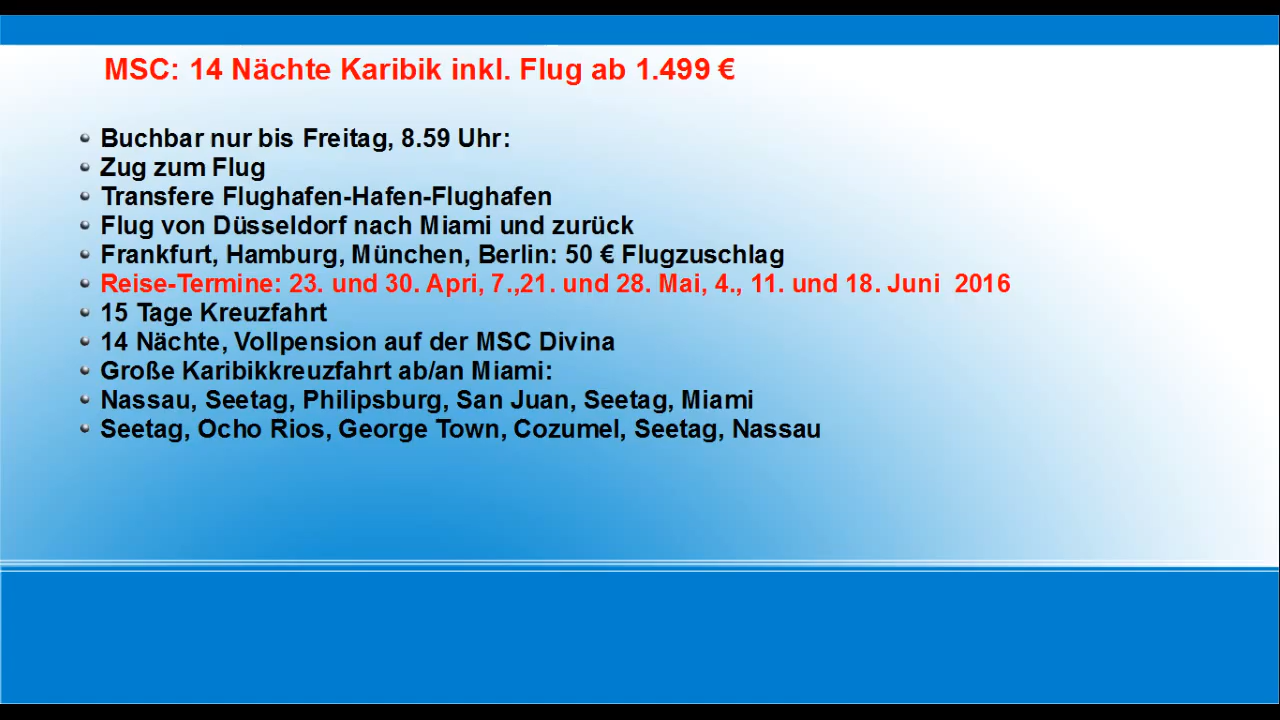 MSC: 14 Nächte Karibik inkl. Flug ab 1.499 €
Buchbar nur bis Freitag, 8.59 Uhr:
Zug zum Flug
Transfere Flughafen-Hafen-Flughafen
Flug von Düsseldorf nach Miami und zurück
Frankfurt, Hamburg, München, Berlin: 50 € Flugzuschlag
Reise-Termine: 23. und 30. Apri, 7.,21. und 28. Mai, 4., 11. und 18. Juni  2016
15 Tage Kreuzfahrt
14 Nächte, Vollpension auf der MSC Divina
Große Karibikkreuzfahrt ab/an Miami:
Nassau, Seetag, Philipsburg, San Juan, Seetag, Miami
Seetag, Ocho Rios, George Town, Cozumel, Seetag, Nassau